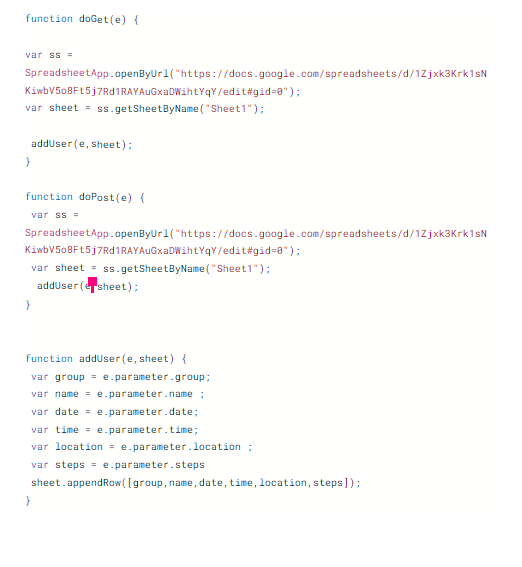 function doGet(e) {
var ss =
SpreadsheetApp.openByUrl("https://docs.google.com/spreadsheets/d/1Zjxk3Krk1sN
KiwbV5o8Ft5j7Rd1RAYAuGxaDWihtYqY/edit#gid=0");
var sheet = ss.getSheetByName("Sheet1");
addUser(e,sheet);
}
function doPost(e) {
var ss =
SpreadsheetApp.openByUrl("https://docs.google.com/spreadsheets/d/1Zjxk3Krk1sN
KiwbV5o8Ft5j7Rd1RAYAuGxaDWihtYqY/edit#gid=0");
var sheet = ss.getSheetByName("Sheet1");
addUser(e sheet);
}
function addUser(e,sheet) {
var group = e.parameter.group;
var name = e.parameter.name ;
var date = e.parameter.date;
var time = e.parameter.time;
var location = e.parameter.location ;
var steps = e.parameter.steps
sheet.appendRow([group,name,date,time,location,steps]);
}